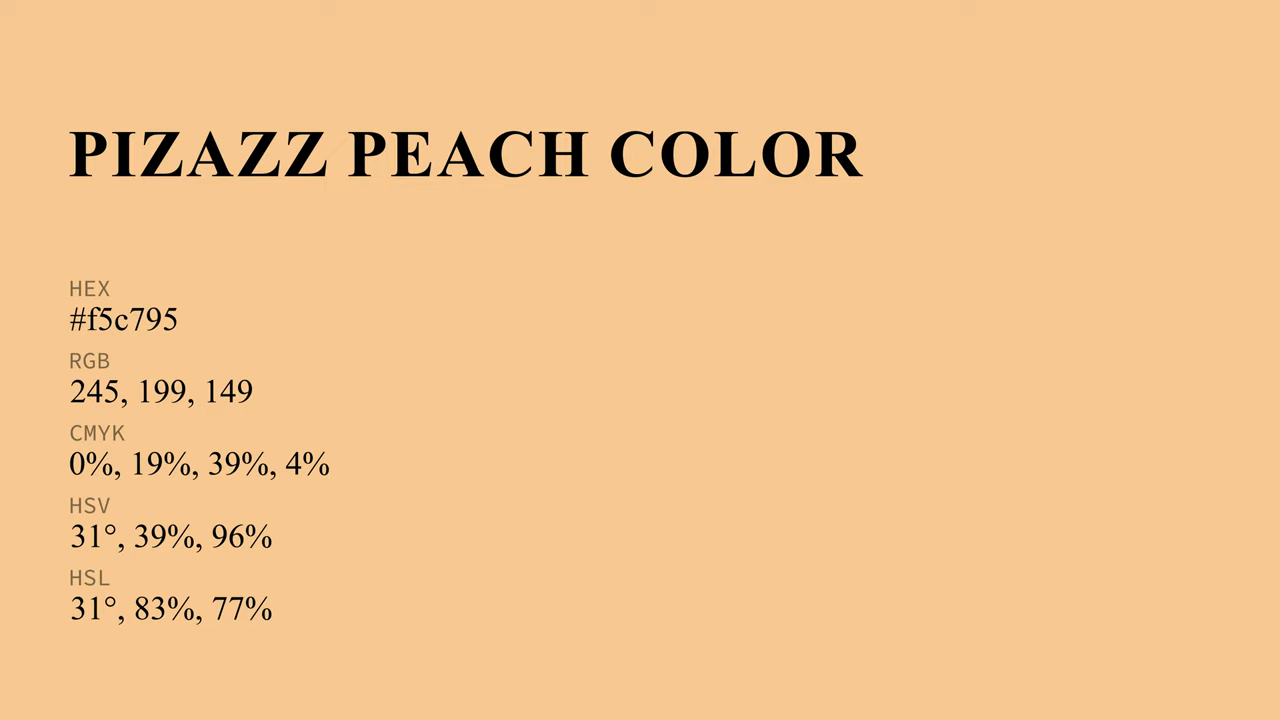 PIZAZZ PEACH COLOR
HEX
#f5c795
RGB
245, 199, 149
CMYK
0%, 19%, 39%, 4%
HSV
31°, 39%, 96%
HSL
31°, 83%, 77%